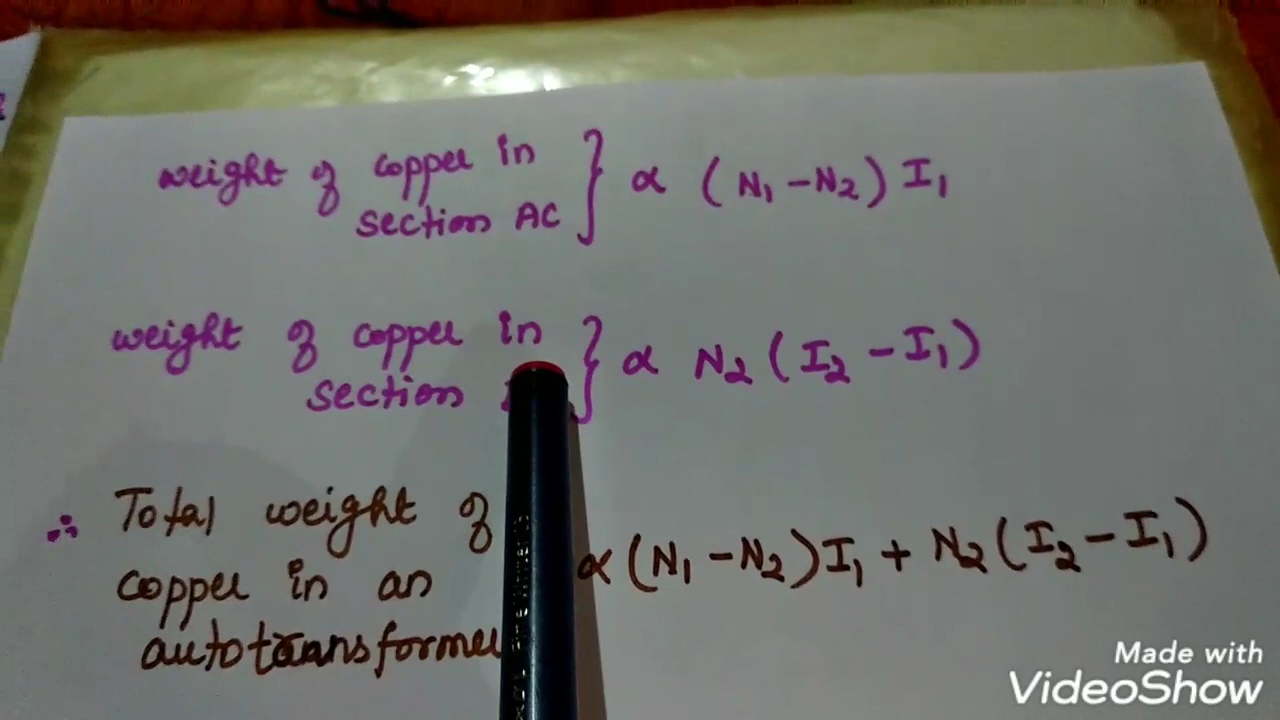 weight of copper in
section AC } α (N₁ - N₂) I₁
weight of copper in
section } α N₂ (I₂ - I₁)
∴ Total weight of
copper in an α (N₁ - N₂) I₁ + N₂ (I₂ - I₁)
autotransformer
Made with
VideoShow